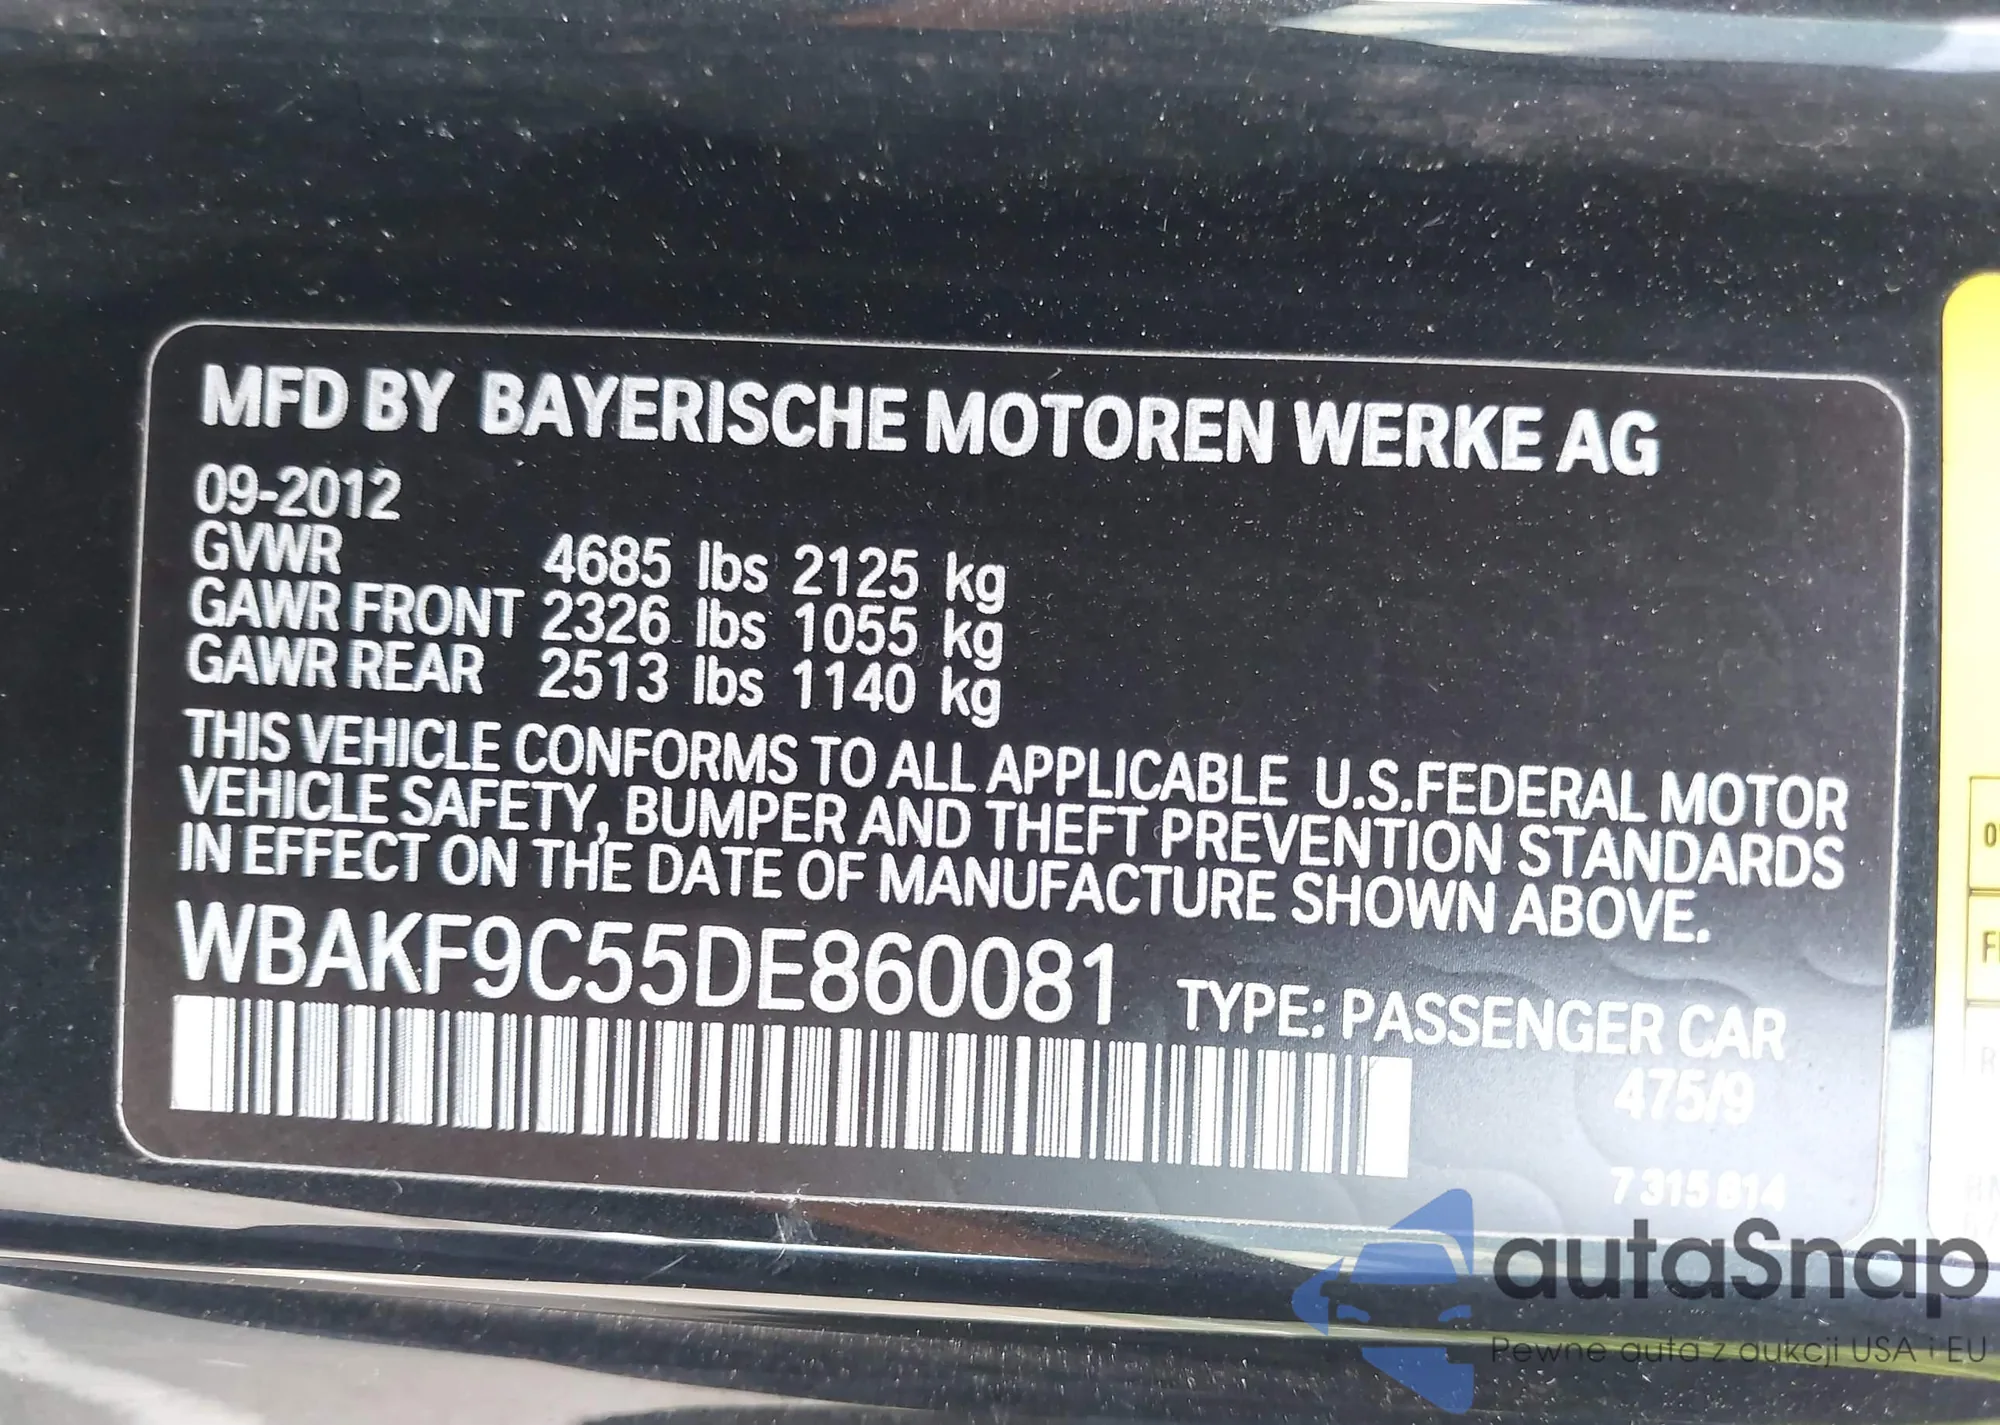 MFD BY BAYERISCHE MOTOREN WERKE AG
09-2012
GVWR 4685 lbs 2125 kg
GAWR FRONT 2326 lbs 1055 kg
GAWR REAR 2513 lbs 1140 kg
THIS VEHICLE CONFORMS TO ALL APPLICABLE U.S.FEDERAL MOTOR
VEHICLE SAFETY, BUMPER AND THEFT PREVENTION STANDARDS
IN EFFECT ON THE DATE OF MANUFACTURE SHOWN ABOVE.
WBAKF9C55DE860081 TYPE: PASSENGER CAR
475/9
7 315 814
autaSnap
Pewne auta z aukcji USA i EU